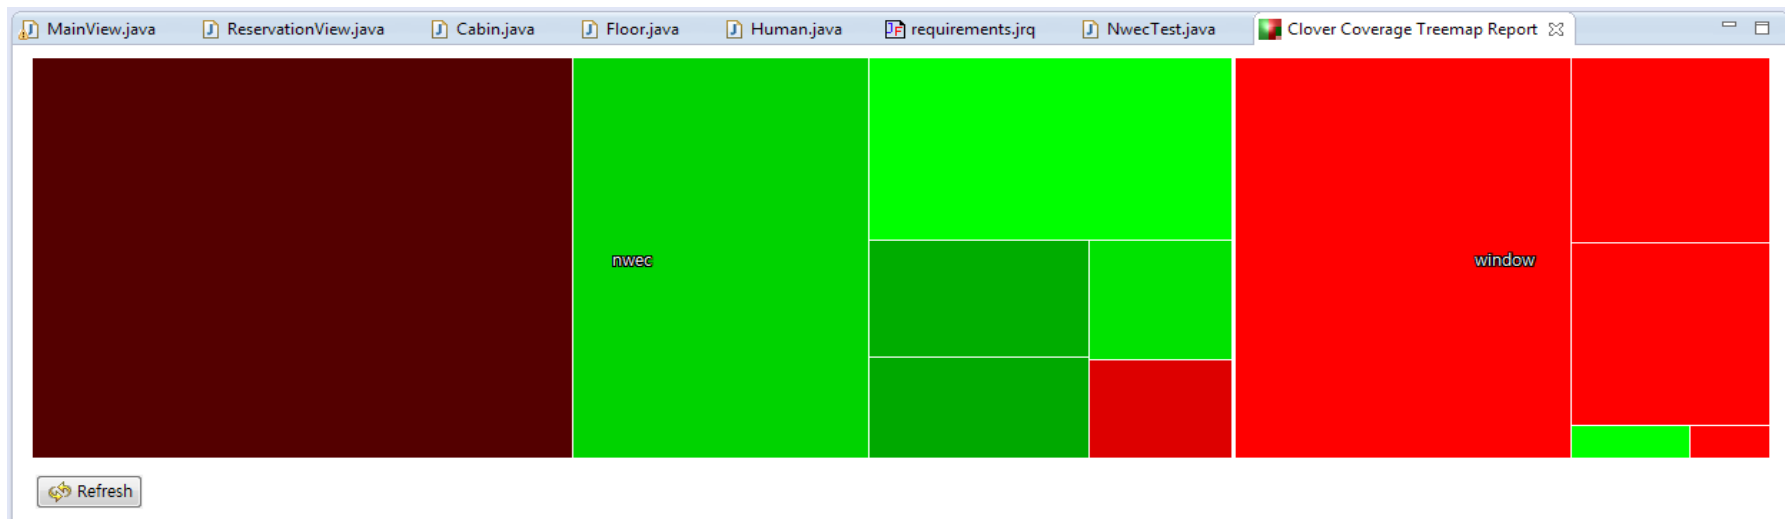 MainView.java ReservationView.java Cabin.java Floor.java Human.java requirements.jrq NwecTest.java Clover Coverage Treemap Report
nwec window
Refresh